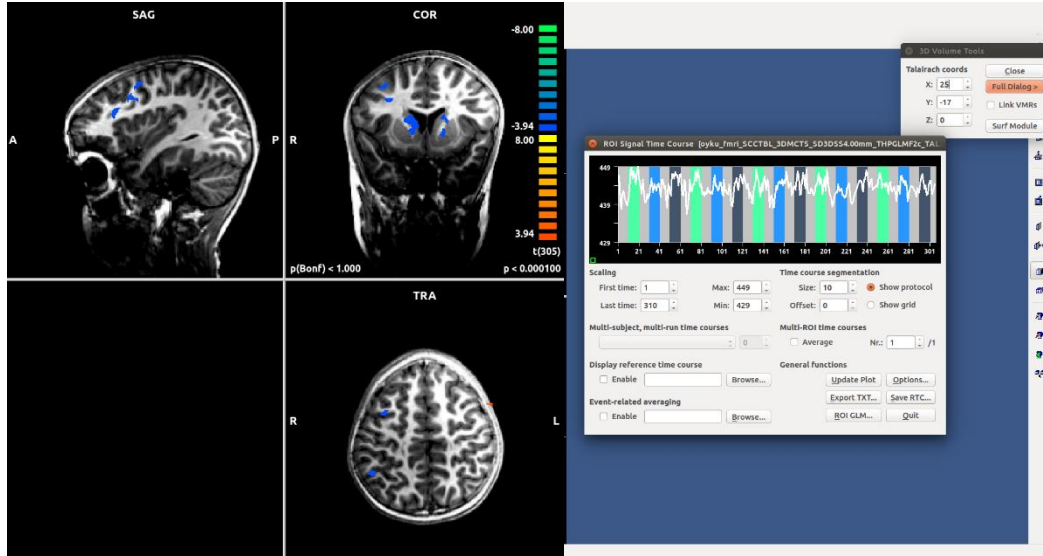 SAG
A
P
COR
R
-8.00
-3.94
8.00
3.94
t(305)
p(Bonf) < 1.000
p < 0.000100
TRA
R
L
3D Volume Tools
Talairach coords
X: 25
Y: -17
Z: 0
Close
Full Dialog >
Link VMRs
Surf Module
ROI Signal Time Course [oyku_fmri_SCCTBL_3DMCTS_SD3DSS4.00mm_THPGLMF2c_TAL
449
439
429
1 21 41 61 81 101 121 141 161 181 201 221 241 261 281 301
Scaling
First time: 1 Max: 449
Last time: 310 Min: 429
Time course segmentation
Size: 10 Show protocol
Offset: 0 Show grid
Multi-subject, multi-run time courses
0
Multi-ROI time courses
Average Nr.: 1 /1
Display reference time course
Enable Browse...
Event-related averaging
Enable Browse...
General functions
Update Plot Options...
Export TXT... Save RTC...
ROI GLM... Quit